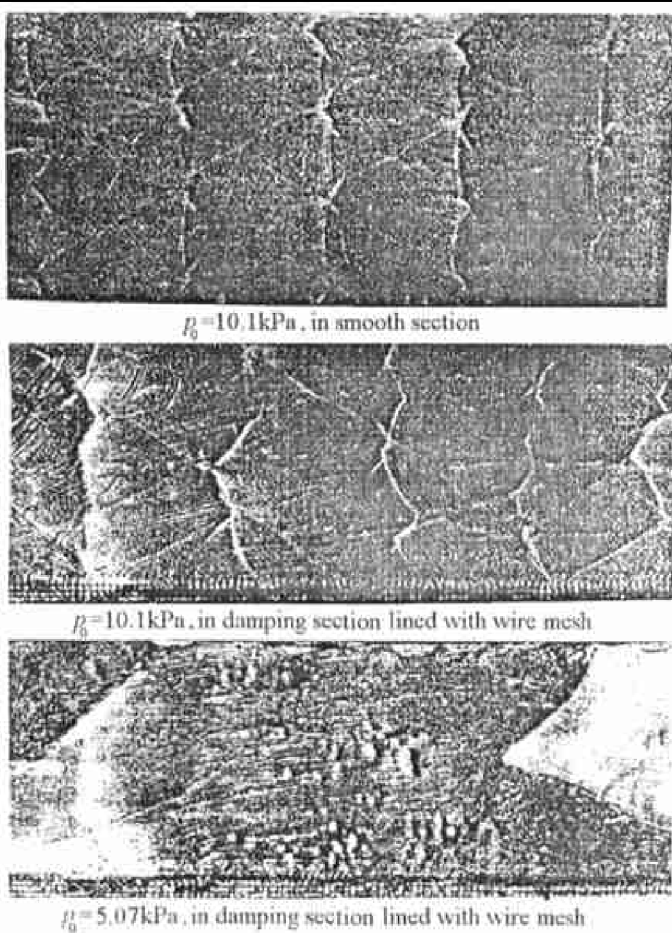 p₀=10.1kPa, in smooth section
p₀=10.1kPa, in damping section lined with wire mesh
p₀=5.07kPa, in damping section lined with wire mesh